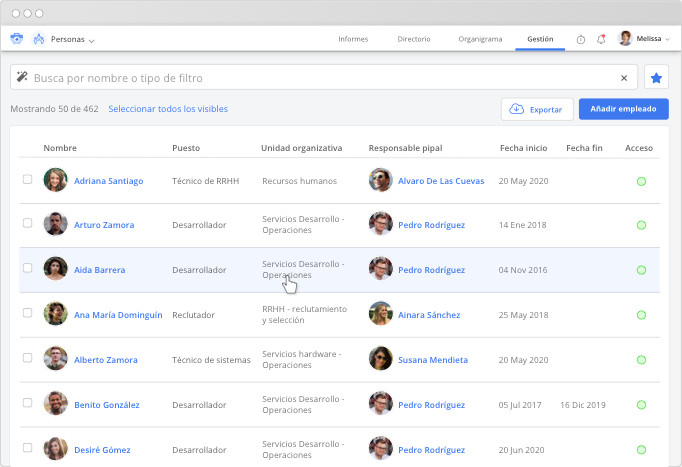 Personas
Informes
Directorio
Organigrama
Gestión
Melissa
Busca por nombre o tipo de filtro
Mostrando 50 de 462 Seleccionar todos los visibles
Exportar
Añadir empleado
Nombre Puesto Unidad organizativa Responsable pipal Fecha inicio Fecha fin Acceso
Adriana Santiago Técnico de RRHH Recursos humanos Alvaro De Las Cuevas 20 May 2020
Arturo Zamora Desarrollador Servicios Desarrollo -
Operaciones Pedro Rodríguez 14 Ene 2018
Aida Barrera Desarrollador Servicios Desarrollo -
Operaciones Pedro Rodríguez 04 Nov 2016
Ana María Dominguín Reclutador RRHH - reclutamiento
y selección Ainara Sánchez 25 May 2018
Alberto Zamora Técnico de sistemas Servicios hardware -
Operaciones Susana Mendieta 20 May 2020
Benito González Desarrollador Servicios Desarrollo -
Operaciones Pedro Rodríguez 05 Jul 2017 16 Dic 2019
Desiré Gómez Desarrollador Servicios Desarrollo -
Operaciones Pedro Rodríguez 20 Jun 2020